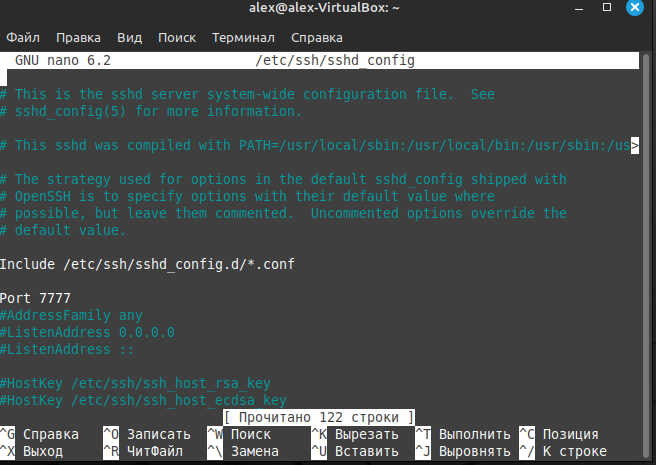 alex@alex-VirtualBox: ~
Файл Правка Вид Поиск Терминал Справка
GNU nano 6.2 /etc/ssh/sshd_config
# This is the sshd server system-wide configuration file.  See
# sshd_config(5) for more information.
# This sshd was compiled with PATH=/usr/local/sbin:/usr/local/bin:/usr/sbin:/us>
# The strategy used for options in the default sshd_config shipped with
# OpenSSH is to specify options with their default value where
# possible, but leave them commented.  Uncommented options override the
# default value.
Include /etc/ssh/sshd_config.d/*.conf
Port 7777
#AddressFamily any
#ListenAddress 0.0.0.0
#ListenAddress ::
#HostKey /etc/ssh/ssh_host_rsa_key
#HostKey /etc/ssh/ssh_host_ecdsa_key
[ Прочитано 122 строки ]
^G Справка ^O Записать ^W Поиск ^K Вырезать ^T Выполнить ^C Позиция
^X Выход ^R ЧитФайл ^\ Замена ^U Вставить ^J Выровнять ^/ К строке